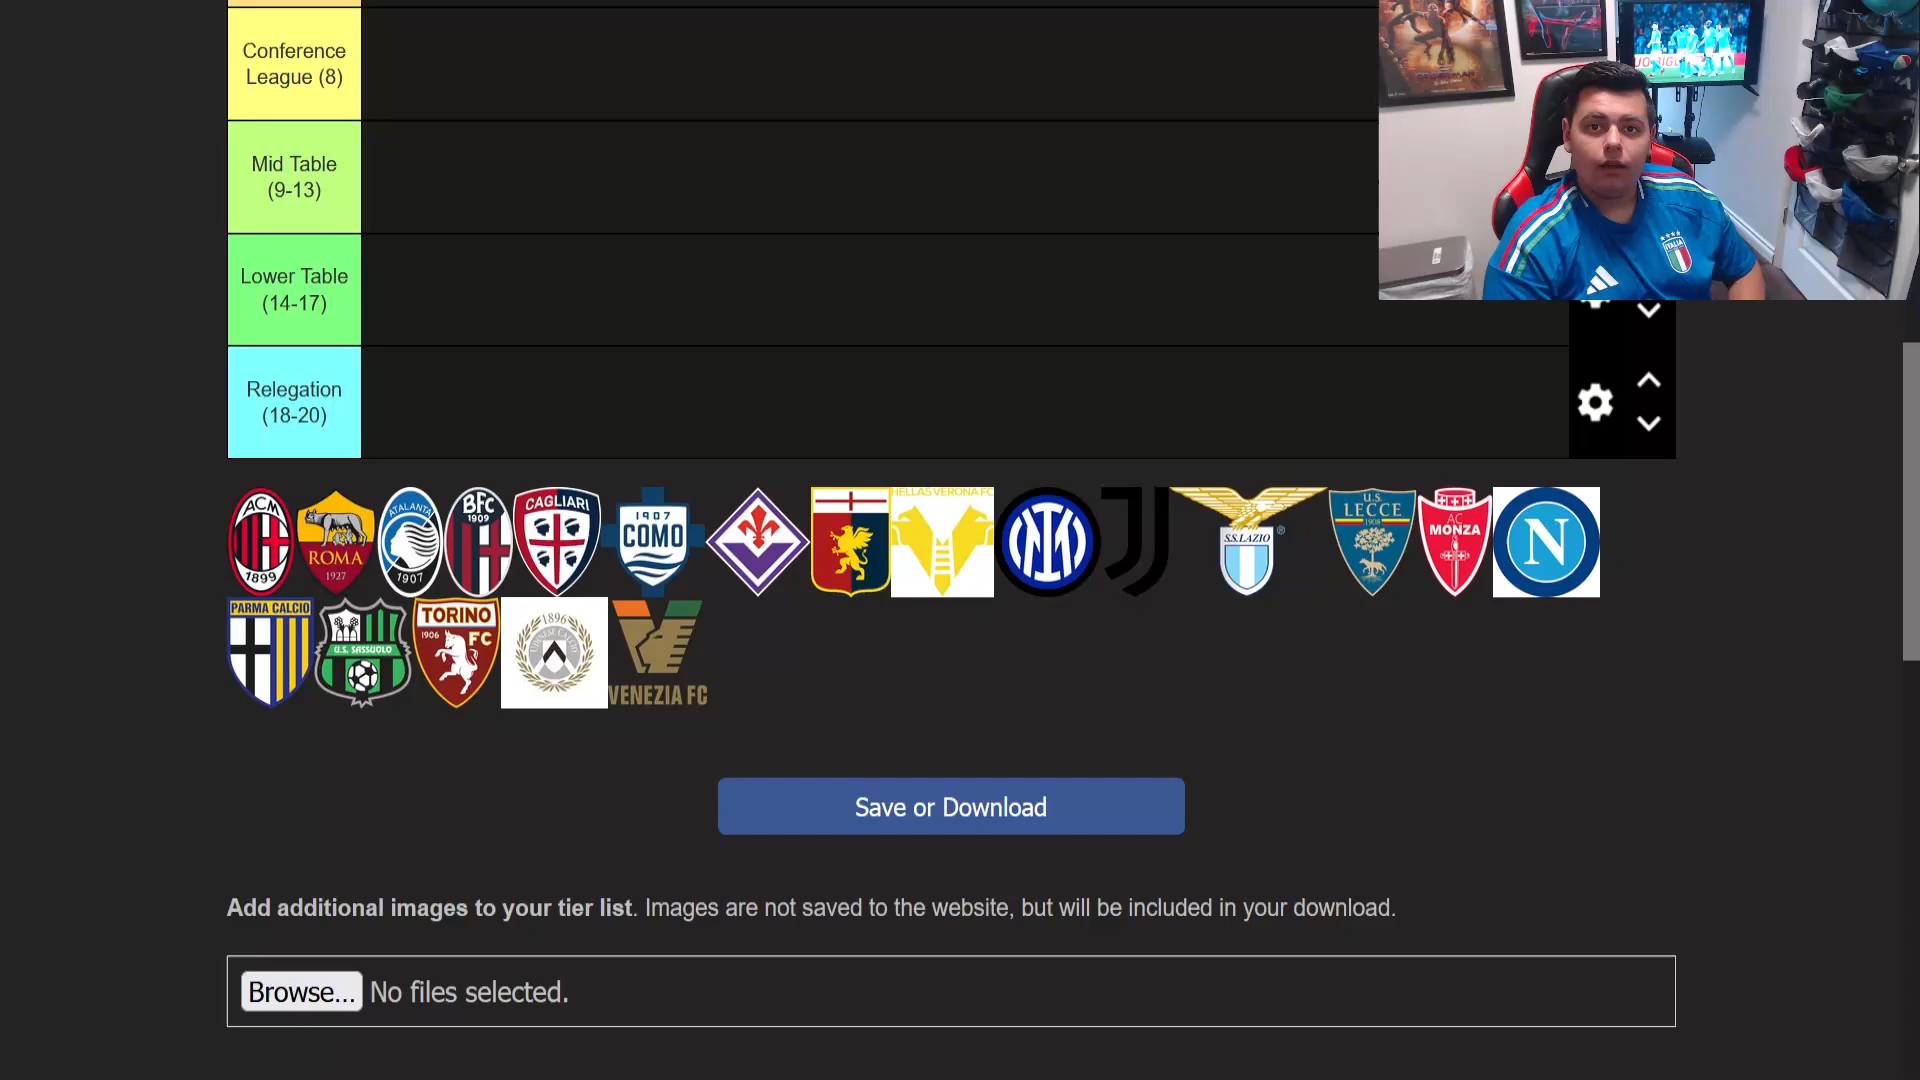 Conference
League (8)
Mid Table
(9-13)
Lower Table
(14-17)
Relegation
(18-20)
ITALIA
ACM
1899
ROMA
1927
ATALANTA
1907
BFC
1909
CAGLIARI
1907
COMO
HELLAS VERONA FC
S.S.LAZIO
®
U.S.
LECCE
1908
AC
MONZA
N
PARMA CALCIO
U.S. SASSUOLO
TORINO
1906 FC
1896
UDINESE CALCIO
VENEZIA FC
Save or Download
Add additional images to your tier list. Images are not saved to the website, but will be included in your download.
Browse... No files selected.